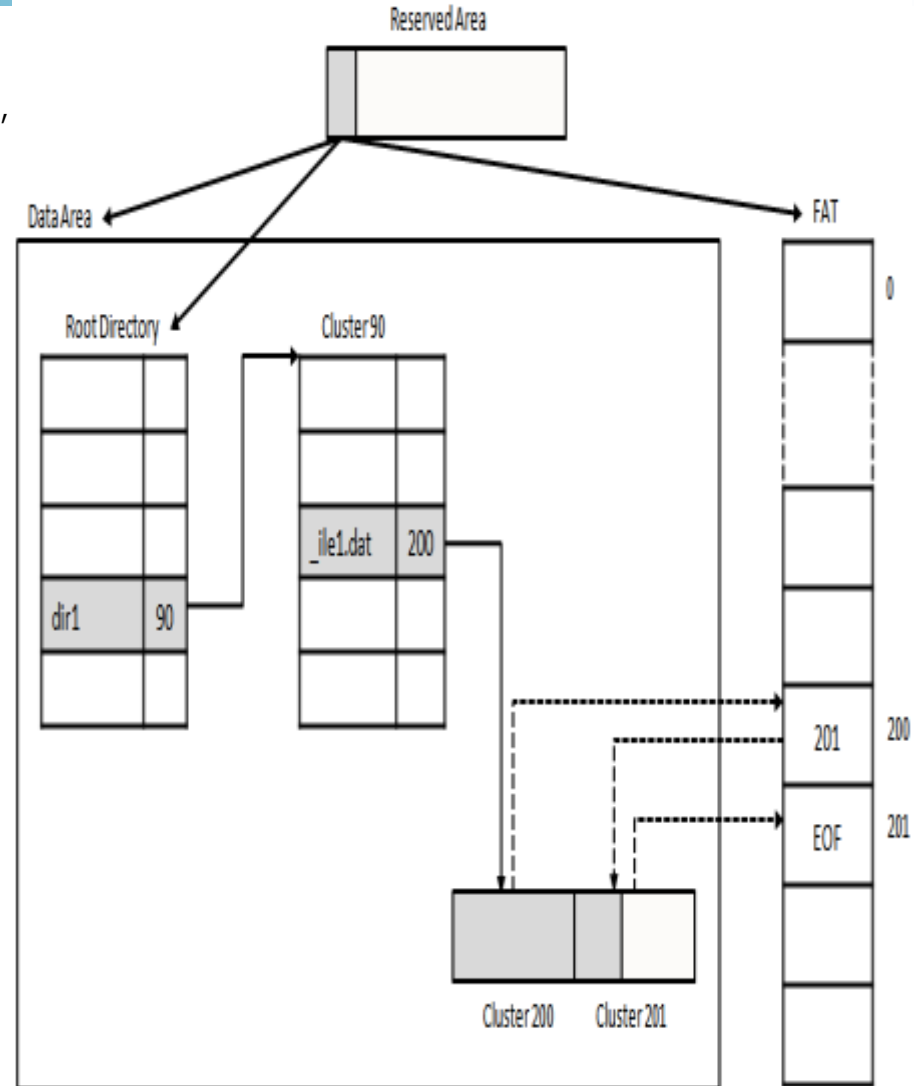 Reserved Area
,
Data Area
FAT
0
Root Directory
Cluster 90
_ile1.dat 200
dir1 90
201 200
EOF 201
Cluster 200 Cluster 201